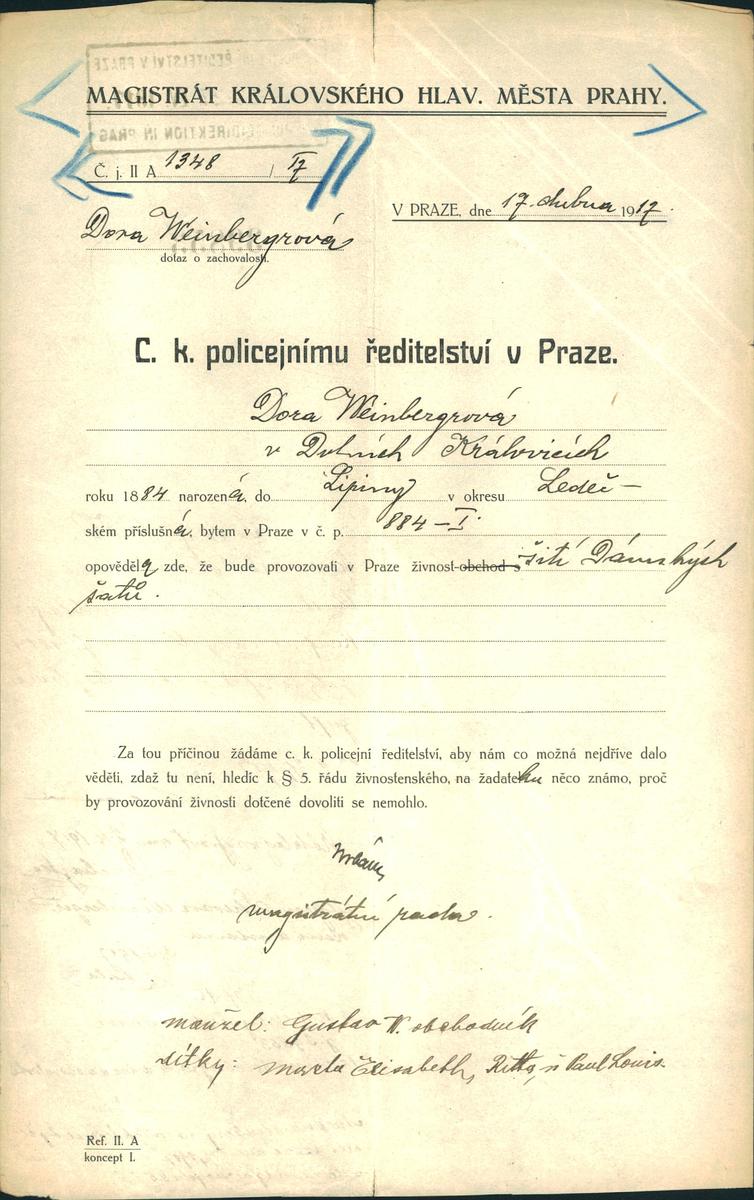 MAGISTRÁT KRÁLOVSKÉHO HLAV. MĚSTA PRAHY.
Č. j. II A 1348 / 17
V PRAZE, dne 17. dubna 1917.
Dora Weinbergrová
dotaz o zachovalosti.
C. k. policejnímu ředitelství v Praze.
Dora Weinbergrová
v Dolních Královicích
roku 1884 narozená, do Lipiny v okresu Ledeč-
ském příslušná, bytem v Praze v č. p. 884-I.
opověděla zde, že bude provozovati v Praze živnost obchod s šití Dámských
šatů.
Za tou příčinou žádáme c. k. policejní ředitelství, aby nám co možná nejdříve dalo
věděti, zdaž tu není, hledíc k § 5. řádu živnostenského, na žadatelku něco známo, proč
by provozování živnosti dotčené dovoliti se nemohlo.
magistrátní rada.
manžel: Gustav W. obchodník
dítky: Elisabeth, Paul Louis.
Ref. II. A
koncept I.